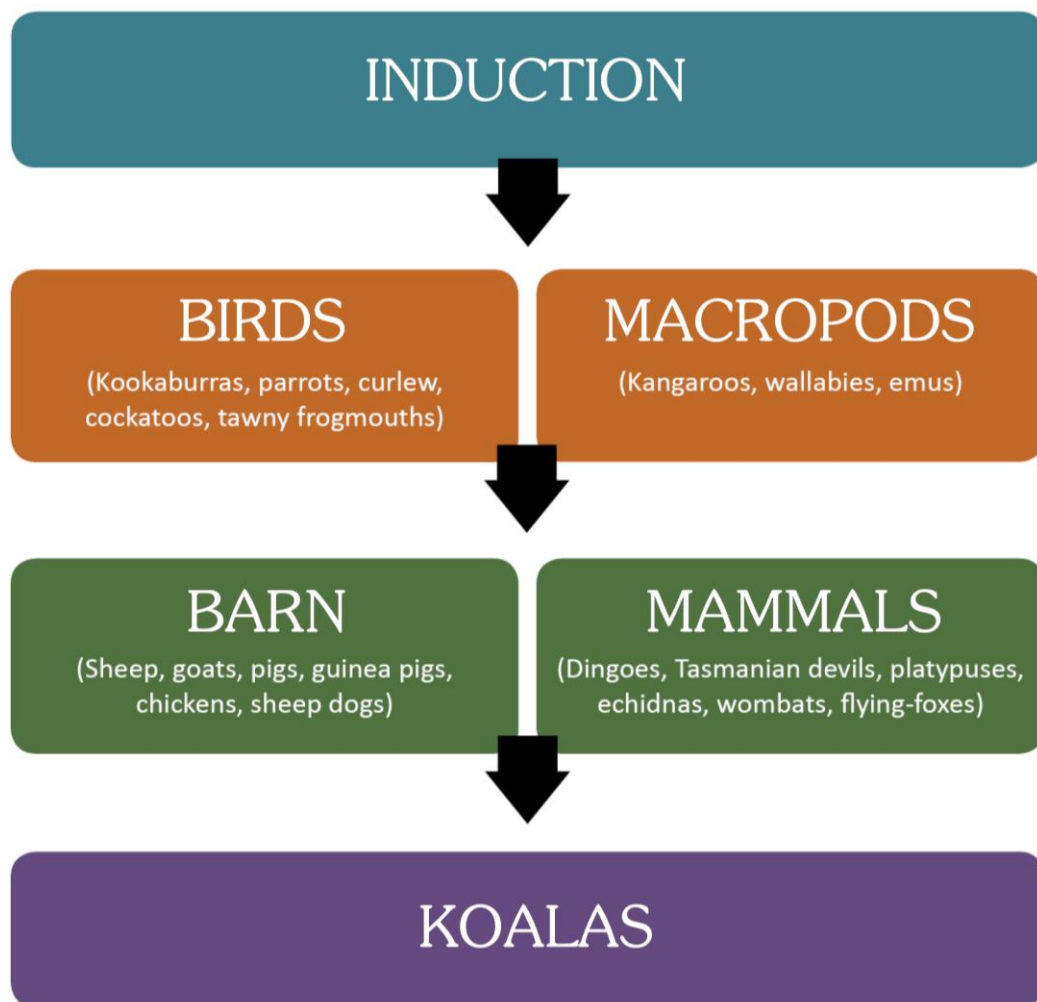 INDUCTION
BIRDS
(Kookaburras, parrots, curlew,
cockatoos, tawny frogmouths)
MACROPODS
(Kangaroos, wallabies, emus)
BARN
(Sheep, goats, pigs, guinea pigs,
chickens, sheep dogs)
MAMMALS
(Dingoes, Tasmanian devils, platypuses,
echidnas, wombats, flying-foxes)
KOALAS